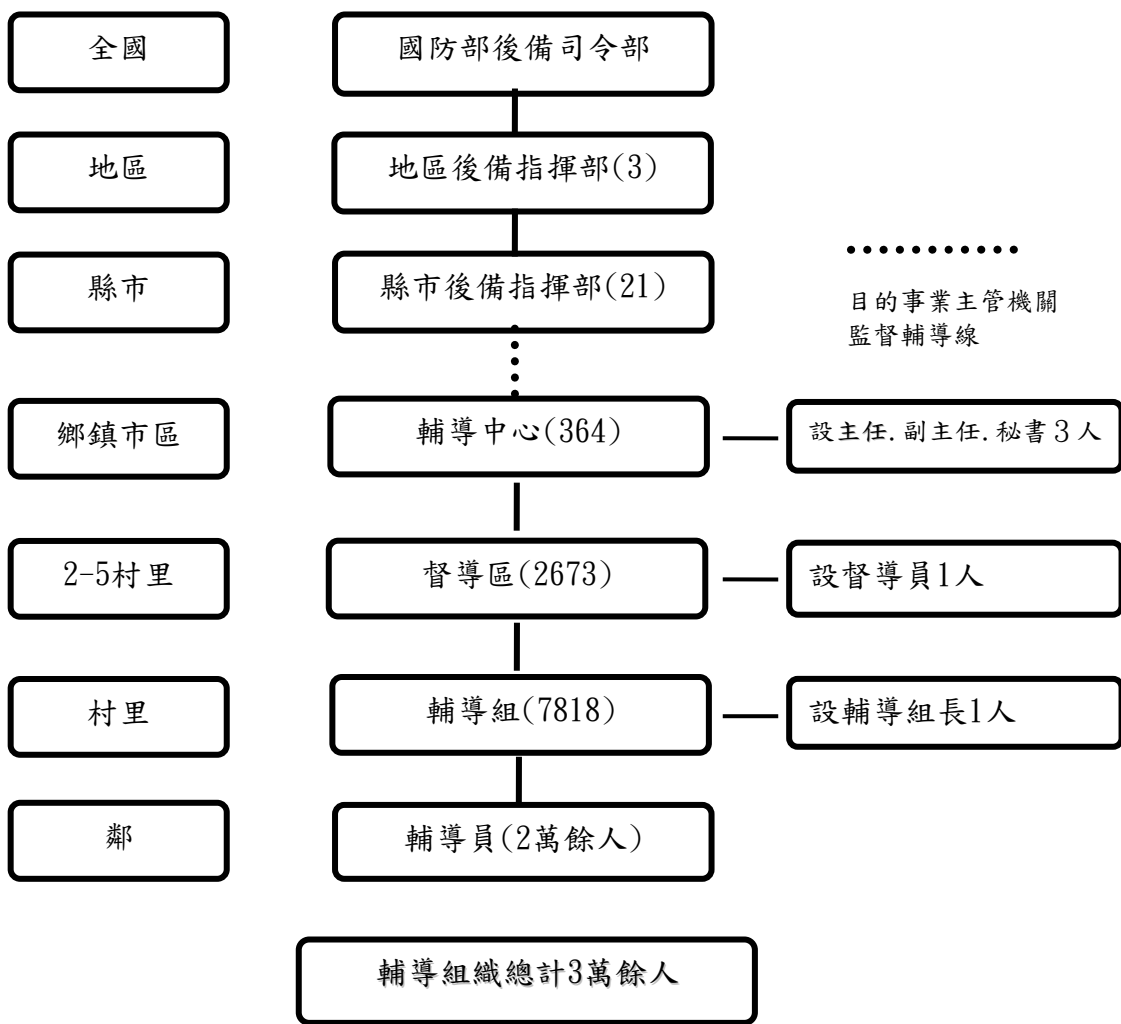 全國
國防部後備司令部
地區
地區後備指揮部(3)
縣市
縣市後備指揮部(21)
目的事業主管機關
監督輔導線
鄉鎮市區
輔導中心(364)
設主任.副主任.秘書3人
2-5村里
督導區(2673)
設督導員1人
村里
輔導組(7818)
設輔導組長1人
鄰
輔導員(2萬餘人)
輔導組織總計3萬餘人